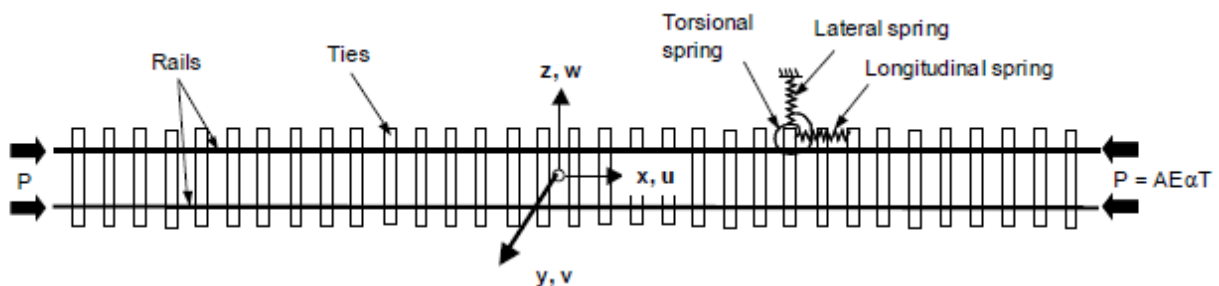 Torsional
spring
Lateral spring
Longitudinal spring
Rails
Ties
z, w
P
x, u
P = AEαT
y, v